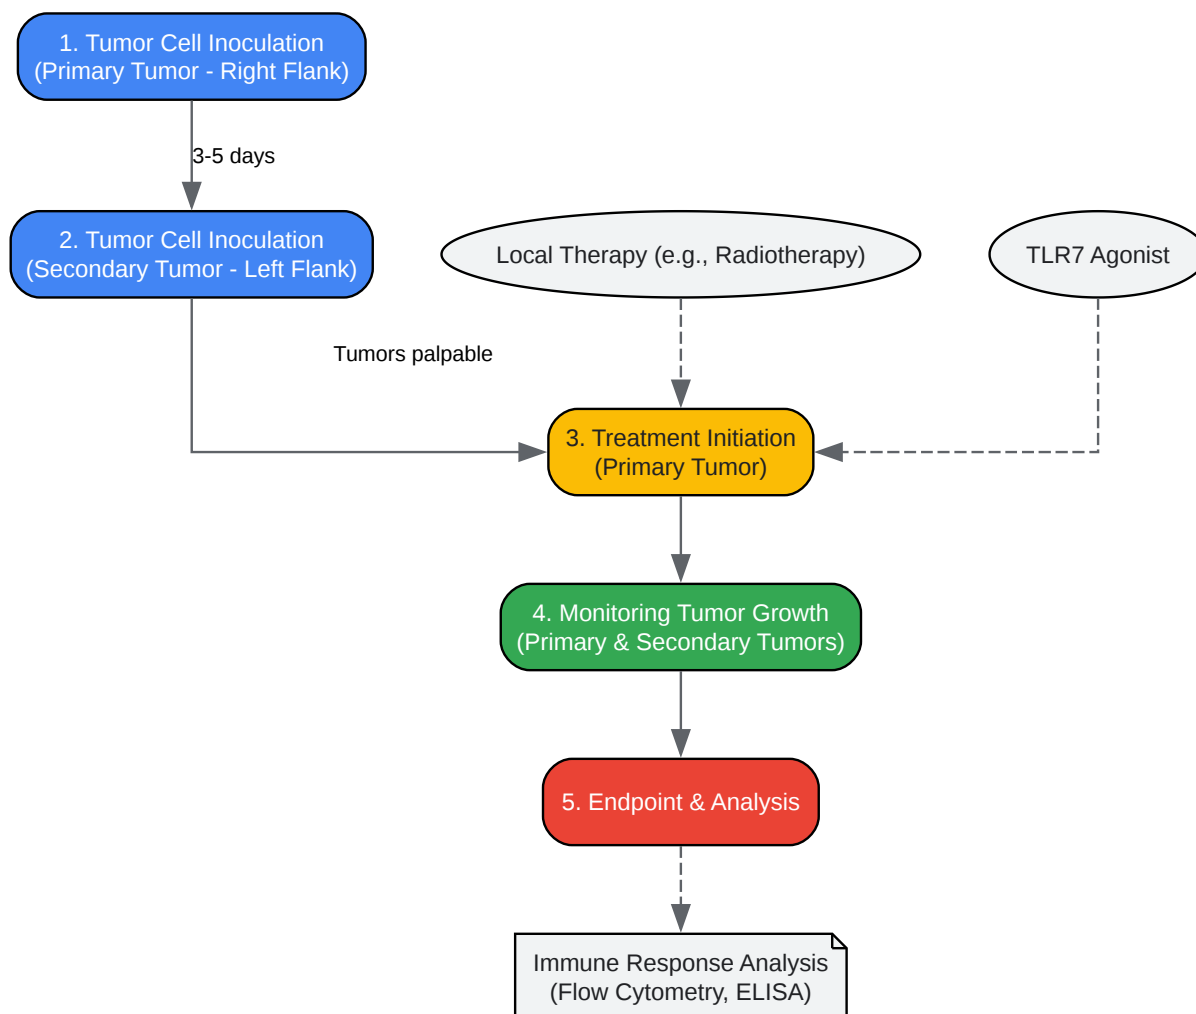 1. Tumor Cell Inoculation
(Primary Tumor - Right Flank)
3-5 days
2. Tumor Cell Inoculation
(Secondary Tumor - Left Flank)
Local Therapy (e.g., Radiotherapy)
TLR7 Agonist
Tumors palpable
3. Treatment Initiation
(Primary Tumor)
4. Monitoring Tumor Growth
(Primary & Secondary Tumors)
5. Endpoint & Analysis
Immune Response Analysis
(Flow Cytometry, ELISA)